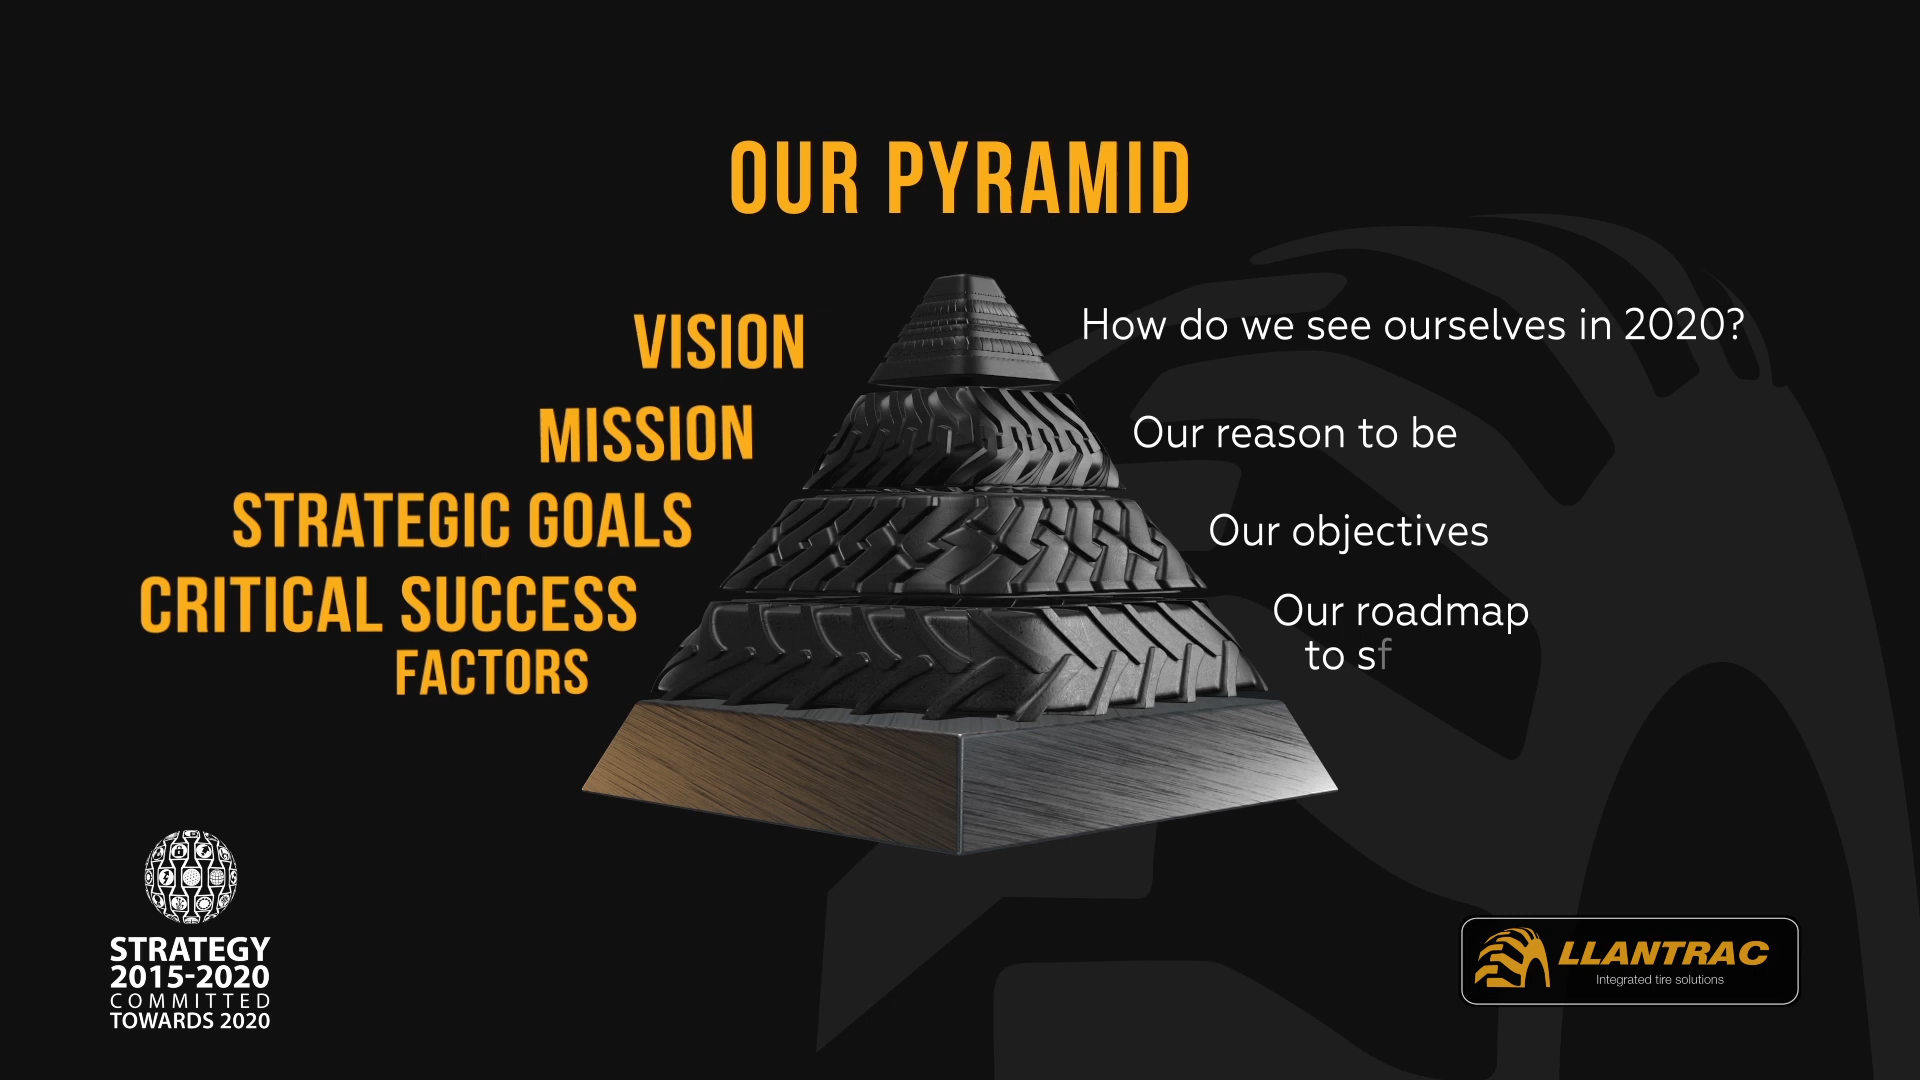 OUR PYRAMID
VISION
How do we see ourselves in 2020?
MISSION
Our reason to be
STRATEGIC GOALS
Our objectives
CRITICAL SUCCESS
FACTORS
Our roadmap
to sf
STRATEGY
2015-2020
COMMITTED
TOWARDS 2020
LLANTRAC
Integrated tire solutions